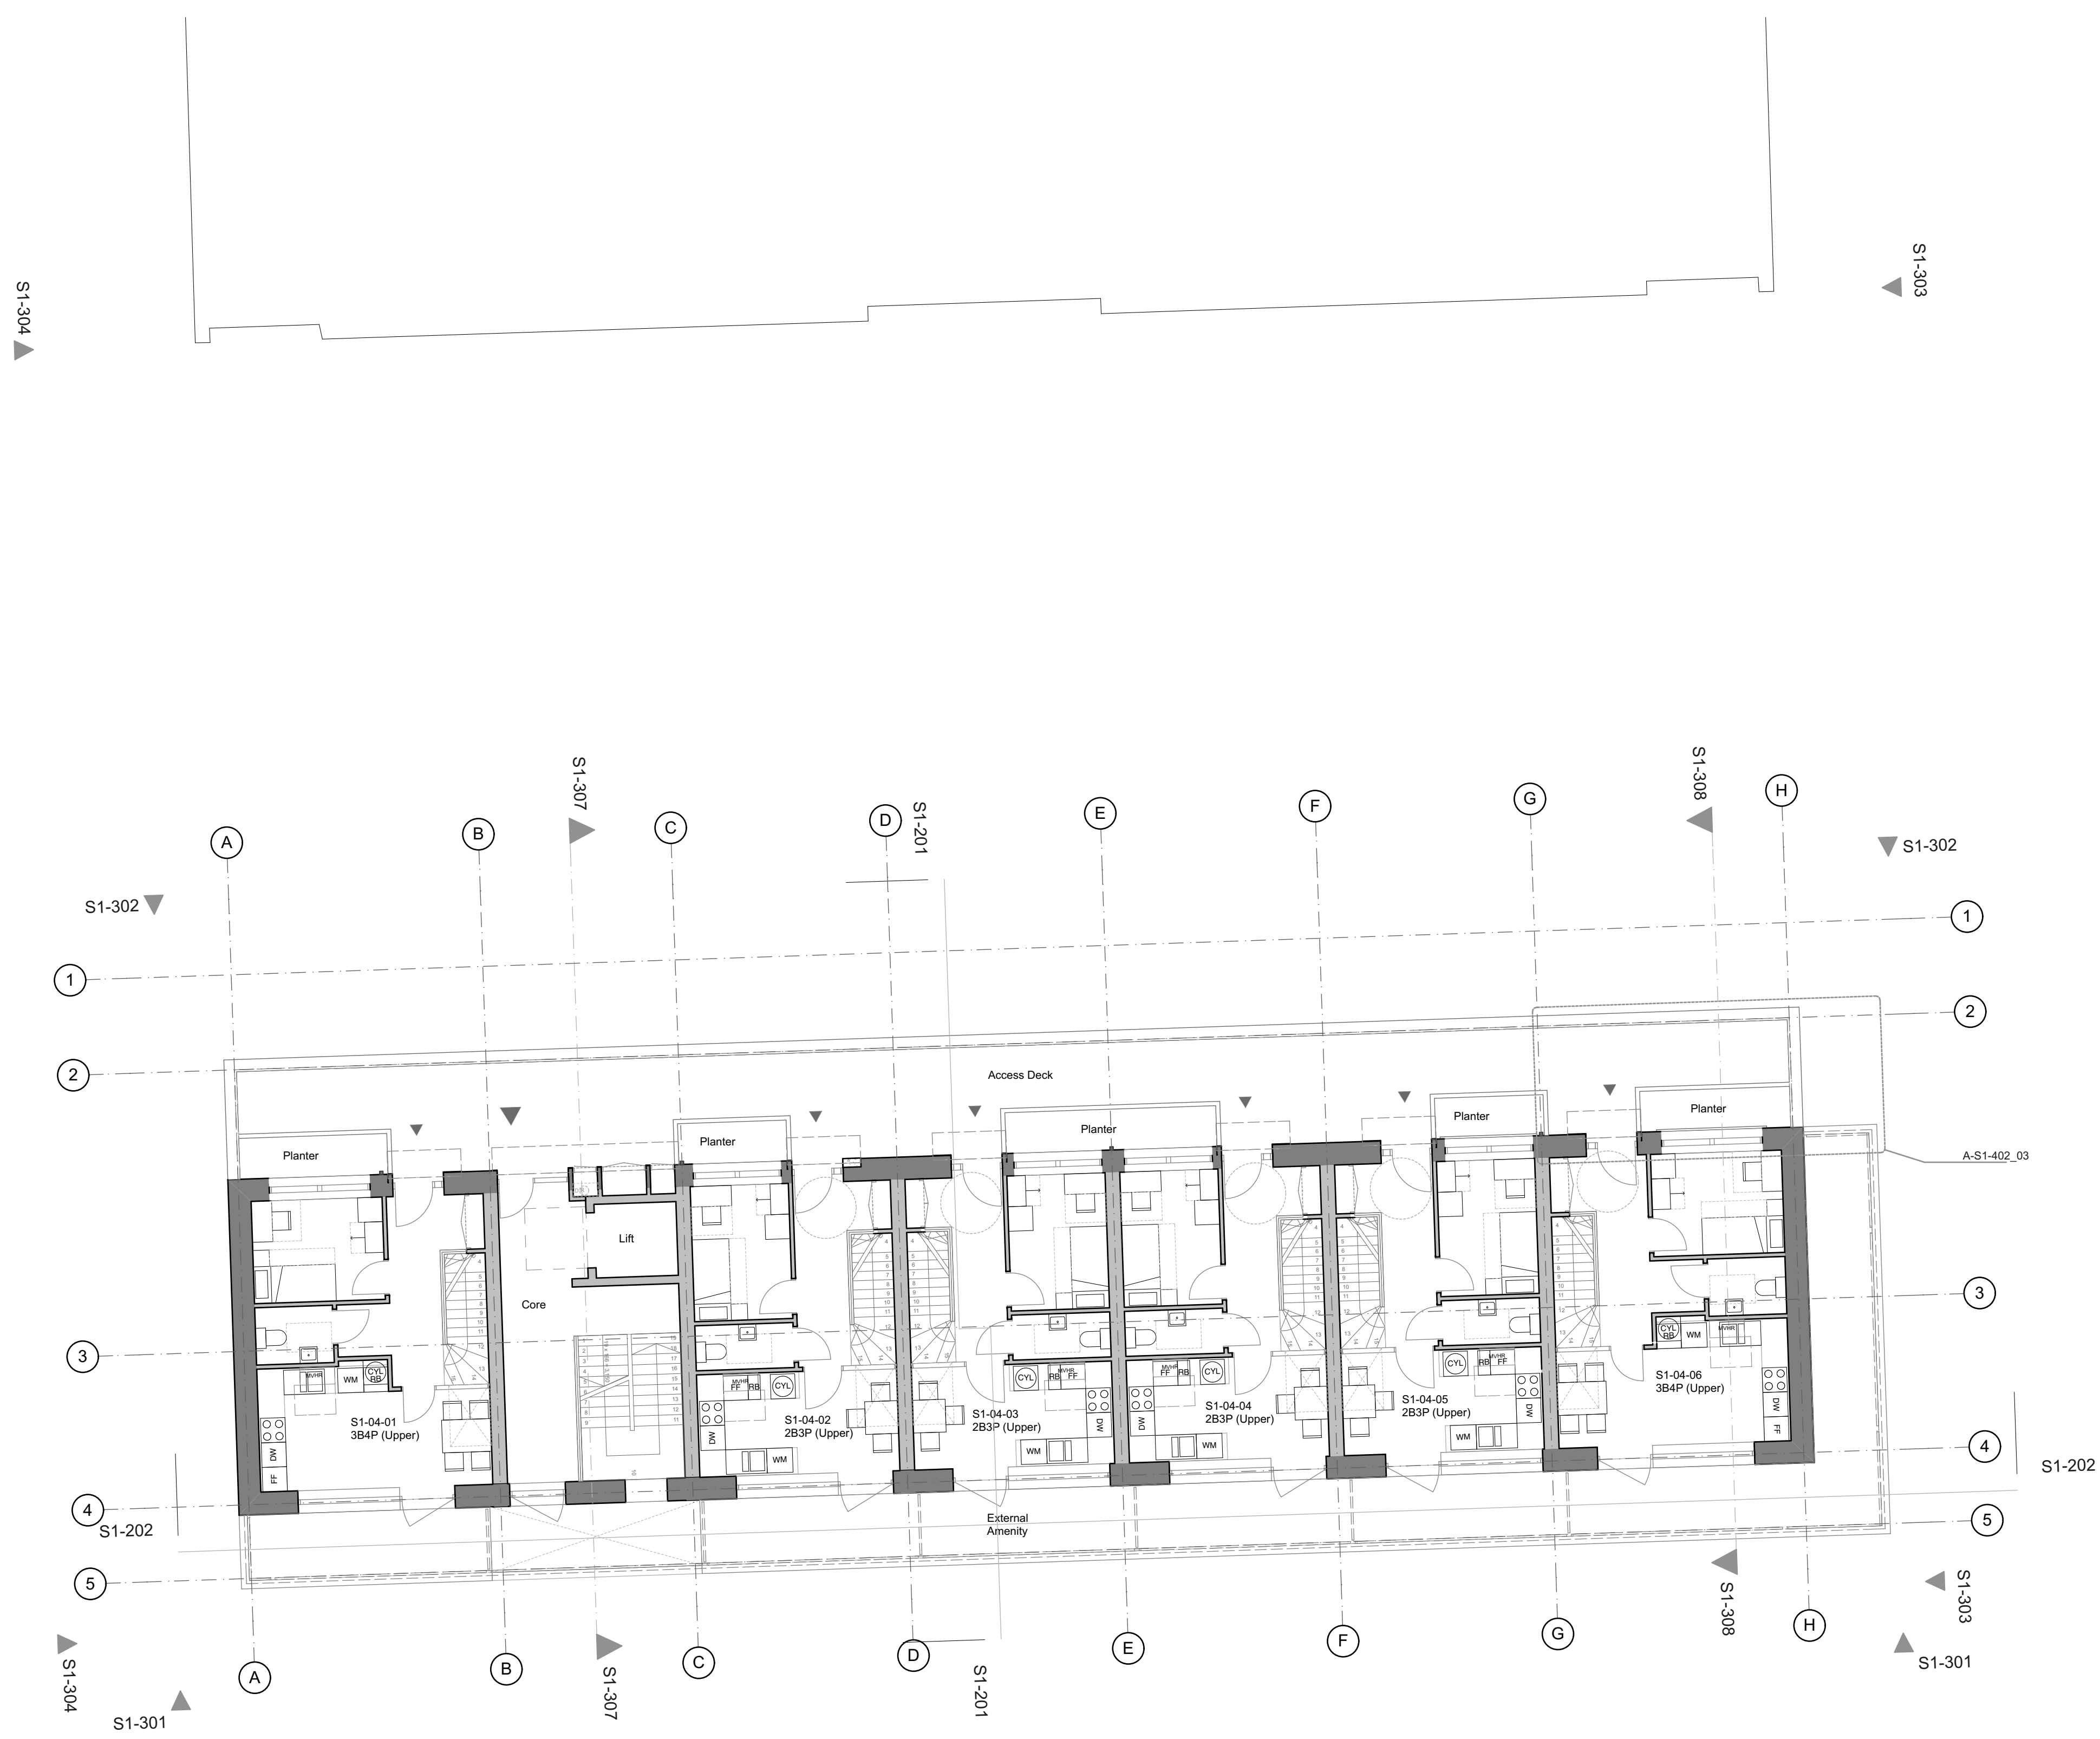 S1-304
S1-303
S1-307
S1-308
A
B
C
D
S1-201
E
F
G
H
S1-302
S1-302
1
1
2
2
Access Deck
Planter
Planter
Planter
Planter
Planter
A-S1-402_03
Lift
Core
3
3
MVHR
WM
CYL
RB
DW
FF
S1-04-01
3B4P (Upper)
MVHR
FF
RB
CYL
DW
WM
S1-04-02
2B3P (Upper)
CYL
RB
MVHR
FF
DW
WM
S1-04-03
2B3P (Upper)
MVHR
FF
RB
CYL
DW
WM
S1-04-04
2B3P (Upper)
CYL
RB
MVHR
FF
DW
WM
S1-04-05
2B3P (Upper)
CYL
RB
WM
MVHR
DW
FF
S1-04-06
3B4P (Upper)
4
4
S1-202
S1-202
External
Amenity
5
5
S1-304
S1-301
A
B
S1-307
C
D
S1-201
E
F
G
S1-308
H
S1-303
S1-301